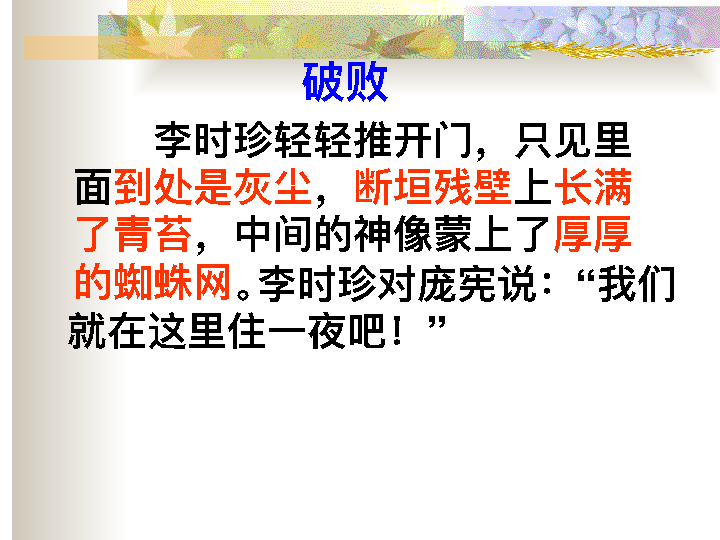 破败
李时珍轻轻推开门，只见里
面到处是灰尘，断垣残壁上长满
了青苔，中间的神像蒙上了厚厚
的蜘蛛网。李时珍对庞宪说：“我们
就在这里住一夜吧！”